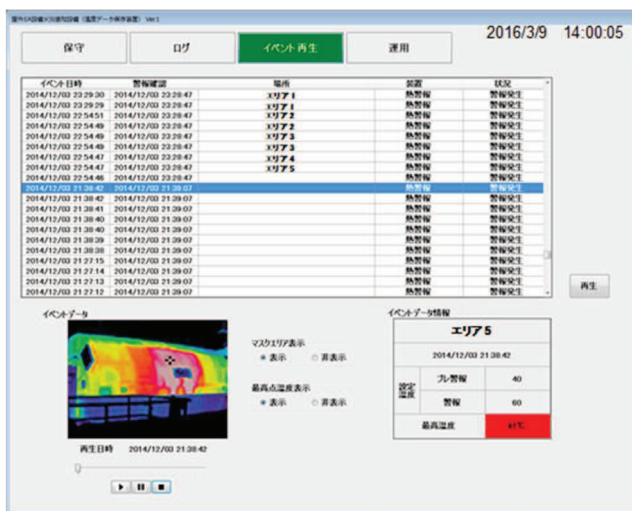 屋外GA設備火災感知設備（温度データ保存装置） Ver.1
2016/3/9 14:00:05
保守 ログ イベント再生 運用
イベント日時 警報確認 場所 装置 状況
2014/12/03 23:29:30 2014/12/03 23:28:47 エリア1 熱警報 警報発生
2014/12/03 23:29:29 2014/12/03 23:28:47 エリア1 熱警報 警報発生
2014/12/03 22:54:51 2014/12/03 23:28:47 エリア2 熱警報 警報発生
2014/12/03 22:54:49 2014/12/03 23:28:47 エリア2 熱警報 警報発生
2014/12/03 22:54:49 2014/12/03 23:28:47 エリア3 熱警報 警報発生
2014/12/03 22:54:49 2014/12/03 23:28:47 エリア3 熱警報 警報発生
2014/12/03 22:54:47 2014/12/03 23:28:47 エリア4 熱警報 警報発生
2014/12/03 22:54:47 2014/12/03 23:28:47 エリア5 熱警報 警報発生
2014/12/03 22:54:46 2014/12/03 23:28:47 熱警報 警報発生
2014/12/03 21:38:42 2014/12/03 21:39:07 熱警報 警報発生
2014/12/03 21:38:42 2014/12/03 21:39:07 熱警報 警報発生
2014/12/03 21:38:41 2014/12/03 21:39:07 熱警報 警報発生
2014/12/03 21:38:40 2014/12/03 21:39:07 熱警報 警報発生
2014/12/03 21:38:40 2014/12/03 21:39:07 熱警報 警報発生
2014/12/03 21:38:39 2014/12/03 21:39:07 熱警報 警報発生
2014/12/03 21:38:38 2014/12/03 21:39:07 熱警報 警報発生
2014/12/03 21:27:15 2014/12/03 21:39:07 熱警報 警報発生
2014/12/03 21:27:14 2014/12/03 21:39:07 熱警報 警報発生
2014/12/03 21:27:13 2014/12/03 21:39:07 熱警報 警報発生
2014/12/03 21:27:12 2014/12/03 21:39:07 熱警報 警報発生
再生
イベントデータ
マスクエリア表示
表示 非表示
最高点温度表示
表示 非表示
再生日時 2014/12/03 21:38:42
イベントデータ情報
エリア5
2014/12/03 21:38:42
設定温度
プレ警報 40
警報 60
最高温度 61℃